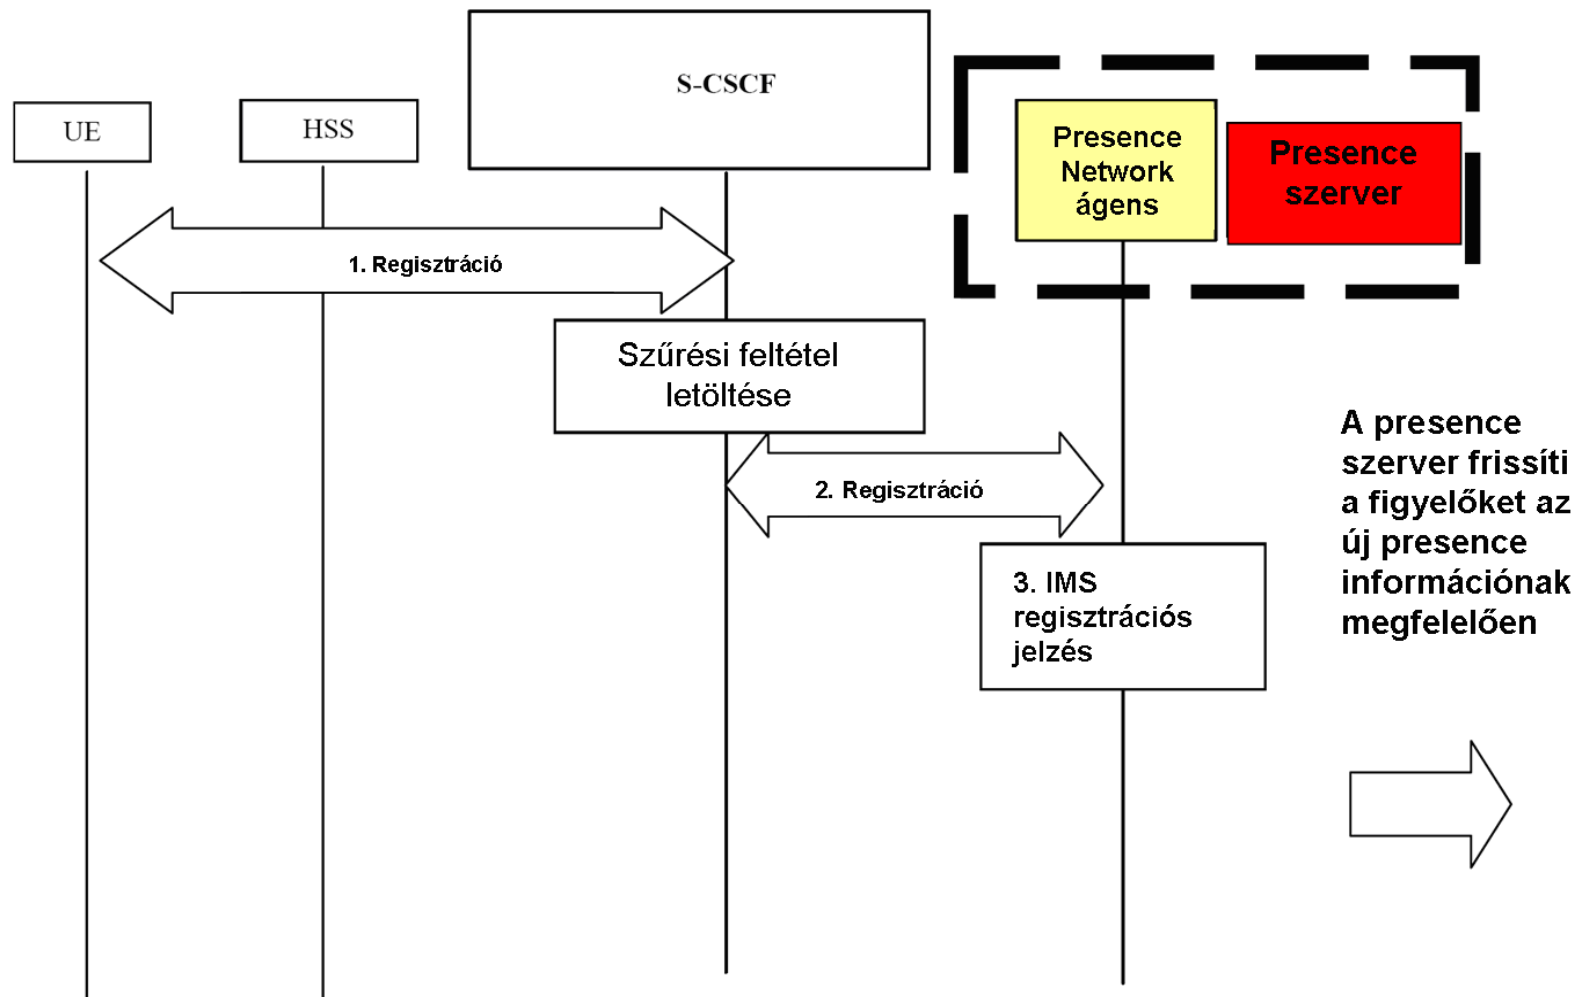 S-CSCF
UE
HSS
Presence
Network
ágens
Presence
szerver
1. Regisztráció
Szűrési feltétel
letöltése
2. Regisztráció
3. IMS
regisztrációs
jelzés
A presence
szerver frissíti
a figyelőket az
új presence
információnak
megfelelően